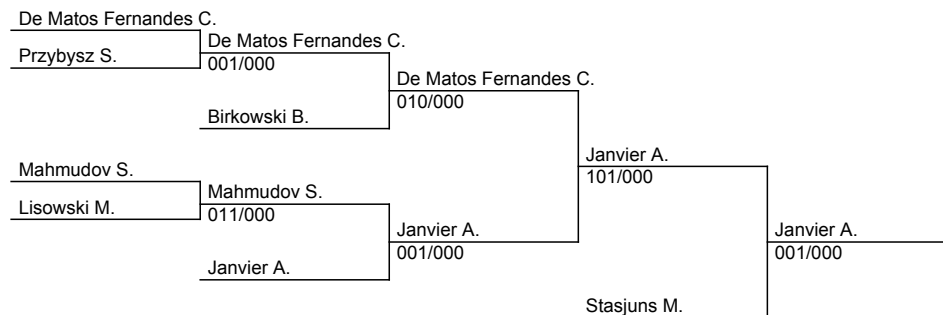 De Matos Fernandes C.
De Matos Fernandes C.
Przybysz S.
001/000
De Matos Fernandes C.
010/000
Birkowski B.
Janvier A.
101/000
Mahmudov S.
Mahmudov S.
Lisowski M.
011/000
Janvier A.
001/000
Janvier A.
001/000
Janvier A.
Stasjuns M.